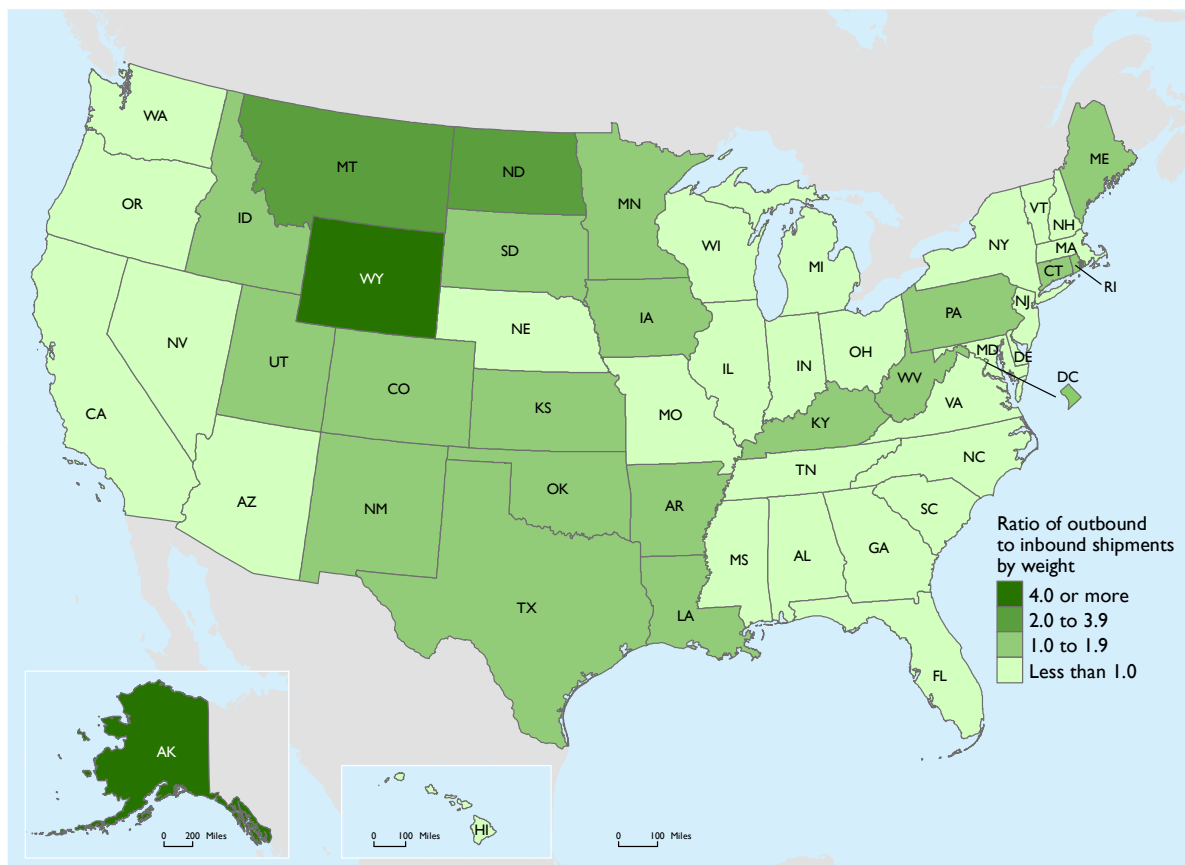 WA
MT
ND
MN
ME
OR
ID
SD
WI
VT
NH
NY
MA
MI
CT
RI
WY
IA
PA
NJ
NE
NV
UT
CO
IL
IN
OH
MD
DE
WV
DC
VA
CA
KS
MO
KY
NC
TN
AZ
NM
OK
AR
SC
MS
AL
GA
TX
LA
FL
Ratio of outbound
to inbound shipments
by weight
4.0 or more
2.0 to 3.9
1.0 to 1.9
Less than 1.0
AK
0 200 Miles
HI
0 100 Miles
0 100 Miles